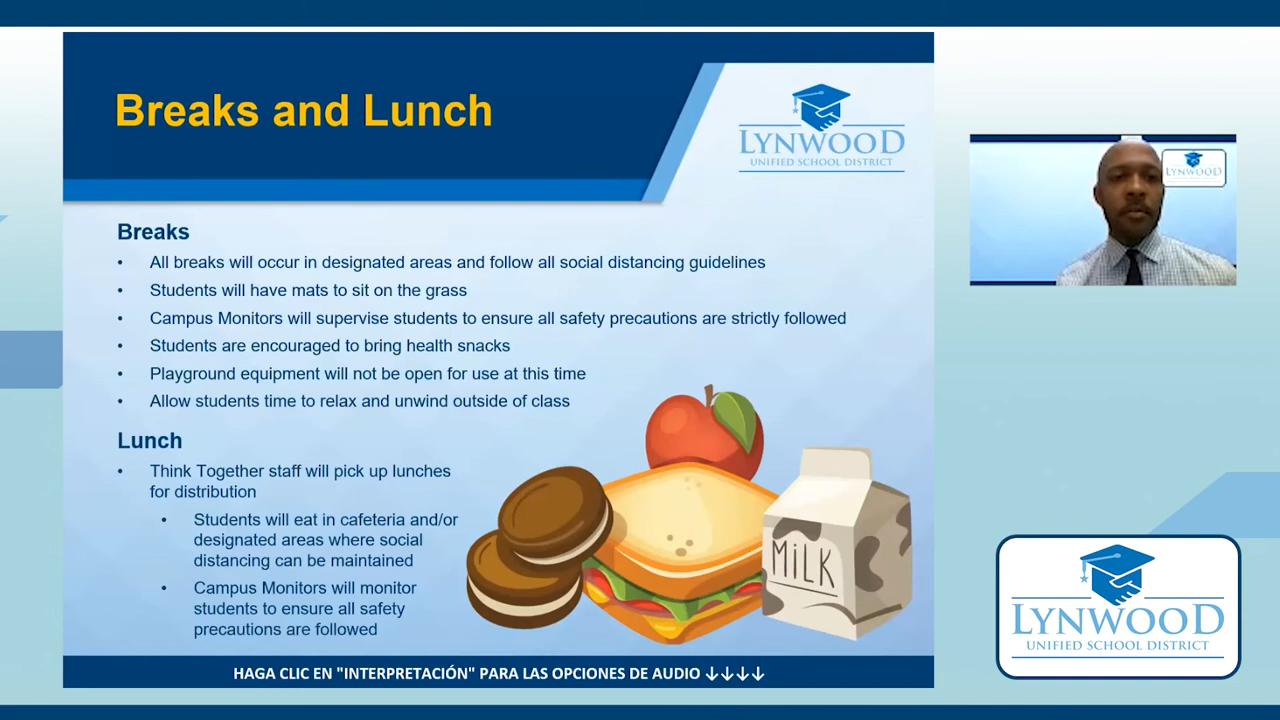 Breaks and Lunch
LYNWOOD
UNIFIED SCHOOL DISTRICT
LYNWOOD
Breaks
• All breaks will occur in designated areas and follow all social distancing guidelines
• Students will have mats to sit on the grass
• Campus Monitors will supervise students to ensure all safety precautions are strictly followed
• Students are encouraged to bring health snacks
• Playground equipment will not be open for use at this time
• Allow students time to relax and unwind outside of class
Lunch
• Think Together staff will pick up lunches
for distribution
• Students will eat in cafeteria and/or
designated areas where social
distancing can be maintained
• Campus Monitors will monitor
students to ensure all safety
precautions are followed
MiLK
LYNWOOD
UNIFIED SCHOOL DISTRICT
HAGA CLIC EN "INTERPRETACIÓN" PARA LAS OPCIONES DE AUDIO ↓↓↓↓